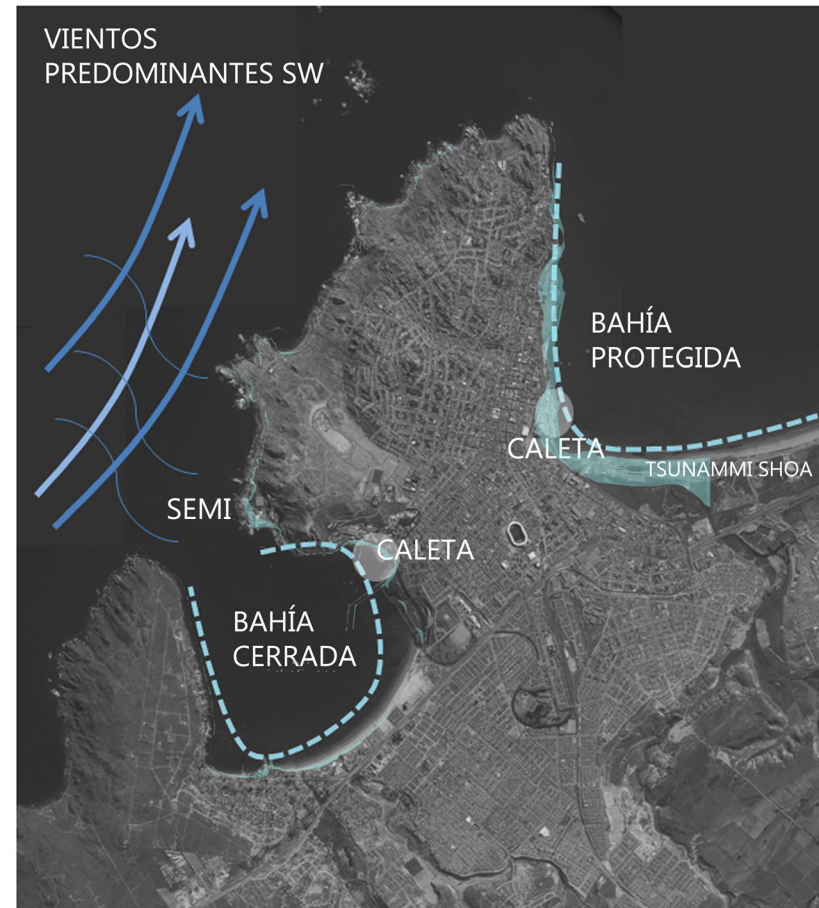 VIENTOS
PREDOMINANTES SW
BAHÍA
PROTEGIDA
CALETA
TSUNAMMI SHOA
SEMI
CALETA
BAHÍA
CERRADA